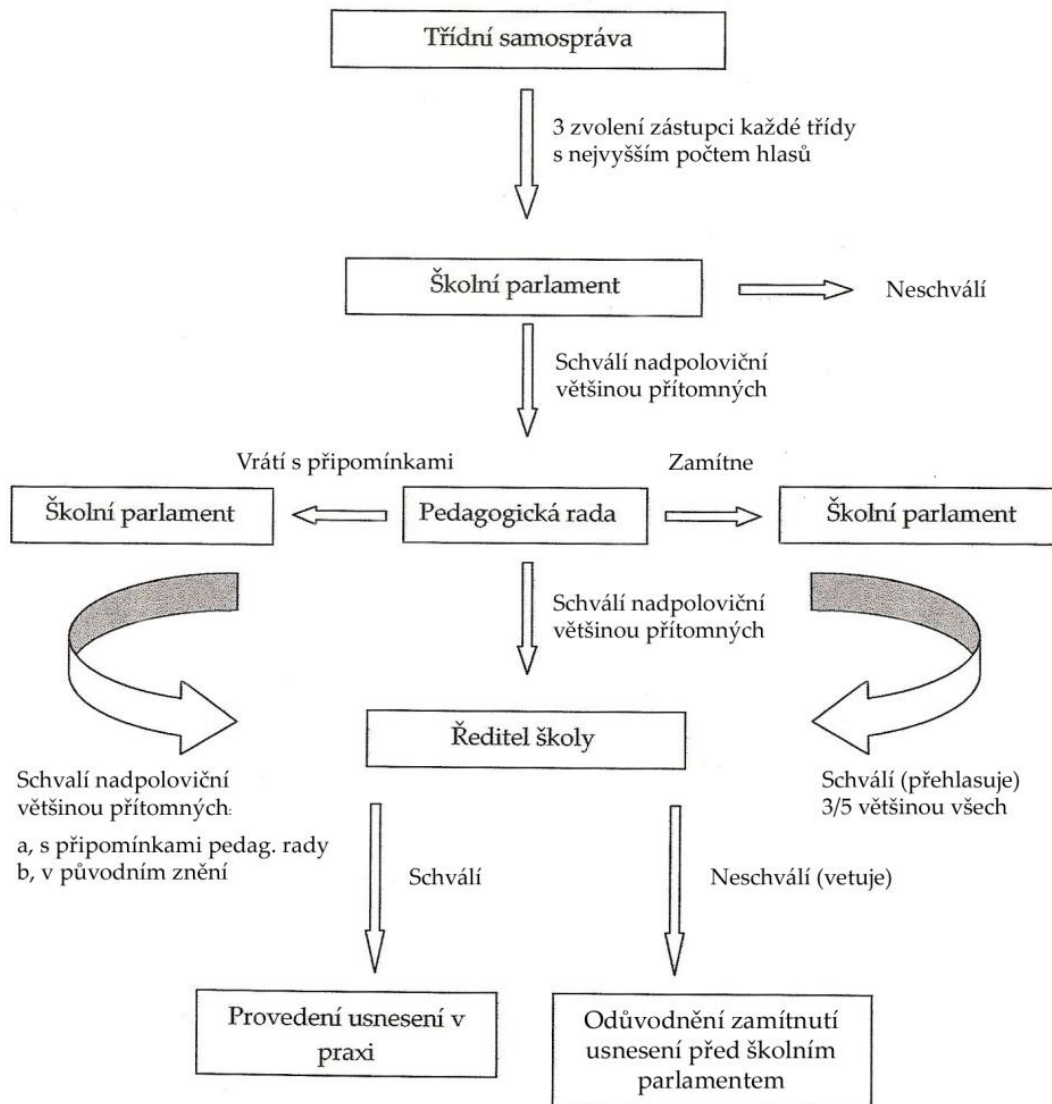 Třídní samospráva
3 zvolení zástupci každé třídy
s nejvyšším počtem hlasů
Školní parlament
Neschválí
Schválí nadpoloviční
většinou přítomných
Vrátí s připomínkami
Zamítne
Školní parlament
Pedagogická rada
Školní parlament
Schválí nadpoloviční
většinou přítomných
Ředitel školy
Schvalí nadpoloviční
většinou přítomných:
a, s připomínkami pedag. rady
b, v původním znění
Schválí (přehlasuje)
3/5 většinou všech
Schválí
Neschválí (vetuje)
Provedení usnesení v
praxi
Odůvodnění zamítnutí
usnesení před školním
parlamentem